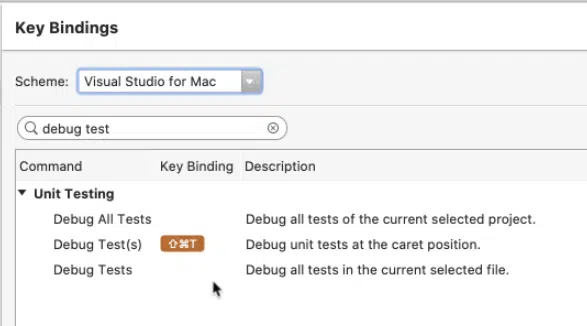 Key Bindings
Scheme: Visual Studio for Mac
debug test
Command Key Binding Description
Unit Testing
Debug All Tests Debug all tests of the current selected project.
Debug Test(s) ⇧⌘T Debug unit tests at the caret position.
Debug Tests Debug all tests in the current selected file.